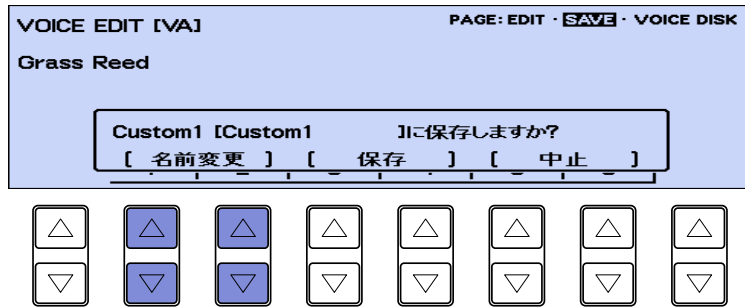 VOICE EDIT [VA] PAGE: EDIT · SAVE · VOICE DISK
Grass Reed
Custom1 [Custom1 ]に保存しますか?
[ 名前変更 ] [ 保存 ] [ 中止 ]